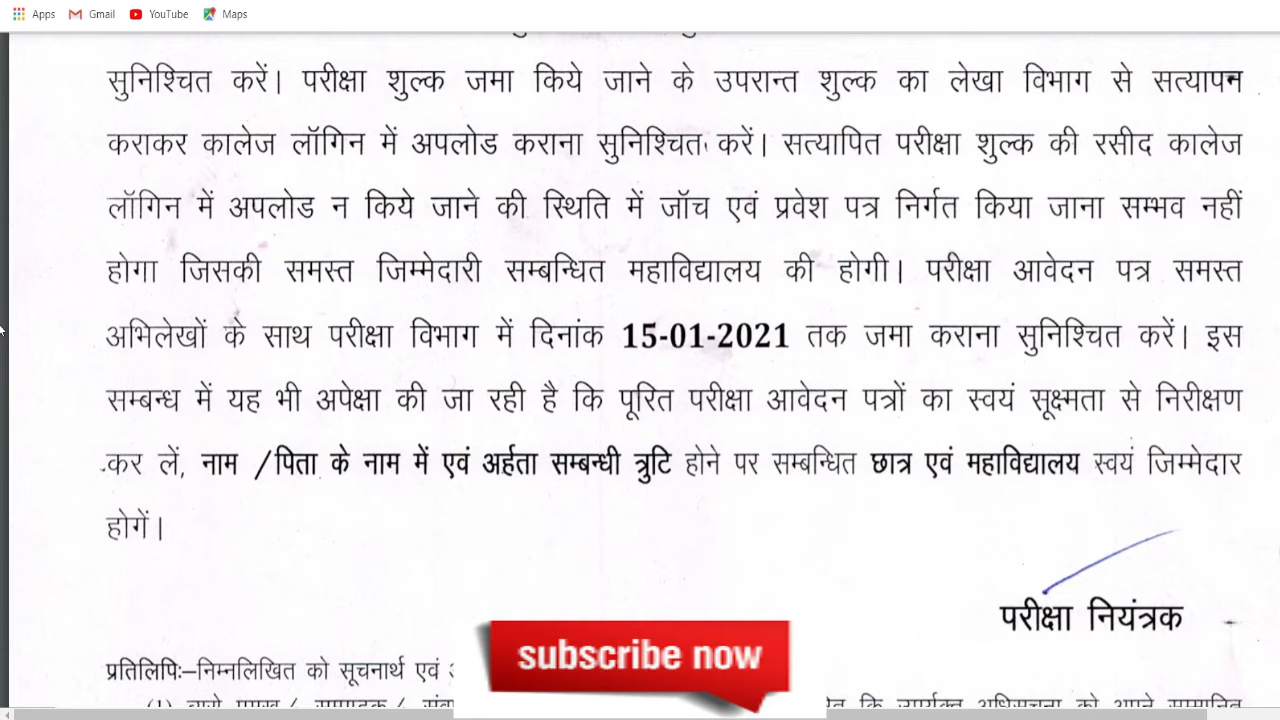 Apps Gmail YouTube Maps
सुनिश्चित करें। परीक्षा शुल्क जमा किये जाने के उपरान्त शुल्क का लेखा विभाग से सत्यापन
कराकर कालेज लॉगिन में अपलोड कराना सुनिश्चित करें। सत्यापित परीक्षा शुल्क की रसीद कालेज
लॉगिन में अपलोड न किये जाने की स्थिति में जॉच एवं प्रवेश पत्र निर्गत किया जाना सम्भव नहीं
होगा जिसकी समस्त जिम्मेदारी सम्बन्धित महाविद्यालय की होगी। परीक्षा आवेदन पत्र समस्त
अभिलेखों के साथ परीक्षा विभाग में दिनांक 15-01-2021 तक जमा कराना सुनिश्चित करें। इस
सम्बन्ध में यह भी अपेक्षा की जा रही है कि पूरित परीक्षा आवेदन पत्रों का स्वयं सूक्ष्मता से निरीक्षण
कर लें, नाम /पिता के नाम में एवं अर्हता सम्बन्धी त्रुटि होने पर सम्बन्धित छात्र एवं महाविद्यालय स्वयं जिम्मेदार
होगें।
परीक्षा नियंत्रक
subscribe now
प्रतिलिपिः–निम्नलिखित को सूचनार्थ एवं